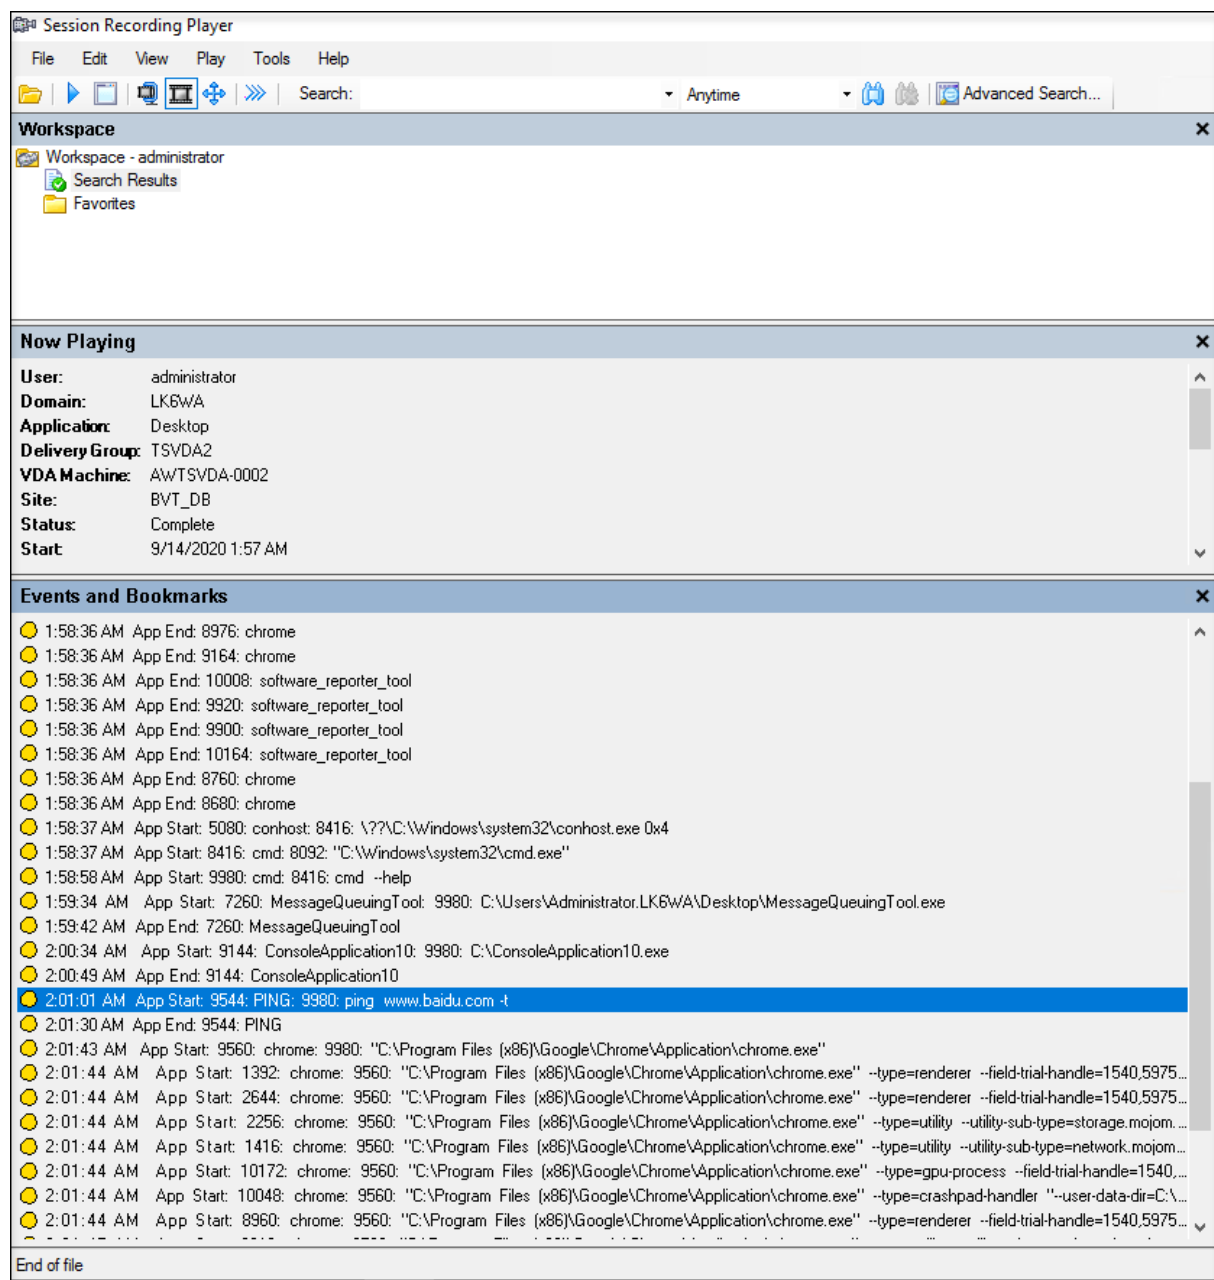 Session Recording Player
File Edit View Play Tools Help
Search: Anytime Advanced Search...
Workspace
Workspace - administrator
Search Results
Favorites
Now Playing
User: administrator
Domain: LK6WA
Application: Desktop
Delivery Group: TSVDA2
VDA Machine: AWTSVDA-0002
Site: BVT_DB
Status: Complete
Start: 9/14/2020 1:57 AM
Events and Bookmarks
1:58:36 AM App End: 8976: chrome
1:58:36 AM App End: 9164: chrome
1:58:36 AM App End: 10008: software_reporter_tool
1:58:36 AM App End: 9920: software_reporter_tool
1:58:36 AM App End: 9900: software_reporter_tool
1:58:36 AM App End: 10164: software_reporter_tool
1:58:36 AM App End: 8760: chrome
1:58:36 AM App End: 8680: chrome
1:58:37 AM App Start: 5080: conhost: 8416: \??\C:\Windows\system32\conhost.exe 0x4
1:58:37 AM App Start: 8416: cmd: 8092: "C:\Windows\system32\cmd.exe"
1:58:58 AM App Start: 9980: cmd: 8416: cmd --help
1:59:34 AM App Start: 7260: MessageQueuingTool: 9980: C:\Users\Administrator.LK6WA\Desktop\MessageQueuingTool.exe
1:59:42 AM App End: 7260: MessageQueuingTool
2:00:34 AM App Start: 9144: ConsoleApplication10: 9980: C:\ConsoleApplication10.exe
2:00:49 AM App End: 9144: ConsoleApplication10
2:01:01 AM App Start: 9544: PING: 9980: ping www.baidu.com -t
2:01:30 AM App End: 9544: PING
2:01:43 AM App Start: 9560: chrome: 9980: "C:\Program Files (x86)\Google\Chrome\Application\chrome.exe"
2:01:44 AM App Start: 1392: chrome: 9560: "C:\Program Files (x86)\Google\Chrome\Application\chrome.exe" --type=renderer --field-trial-handle=1540,5975...
2:01:44 AM App Start: 2644: chrome: 9560: "C:\Program Files (x86)\Google\Chrome\Application\chrome.exe" --type=renderer --field-trial-handle=1540,5975...
2:01:44 AM App Start: 2256: chrome: 9560: "C:\Program Files (x86)\Google\Chrome\Application\chrome.exe" --type=utility --utility-sub-type=storage.mojom....
2:01:44 AM App Start: 1416: chrome: 9560: "C:\Program Files (x86)\Google\Chrome\Application\chrome.exe" --type=utility --utility-sub-type=network.mojom...
2:01:44 AM App Start: 10172: chrome: 9560: "C:\Program Files (x86)\Google\Chrome\Application\chrome.exe" --type=gpu-process --field-trial-handle=1540,...
2:01:44 AM App Start: 10048: chrome: 9560: "C:\Program Files (x86)\Google\Chrome\Application\chrome.exe" --type=crashpad-handler "--user-data-dir=C:\...
2:01:44 AM App Start: 8960: chrome: 9560: "C:\Program Files (x86)\Google\Chrome\Application\chrome.exe" --type=renderer --field-trial-handle=1540,5975...
End of file